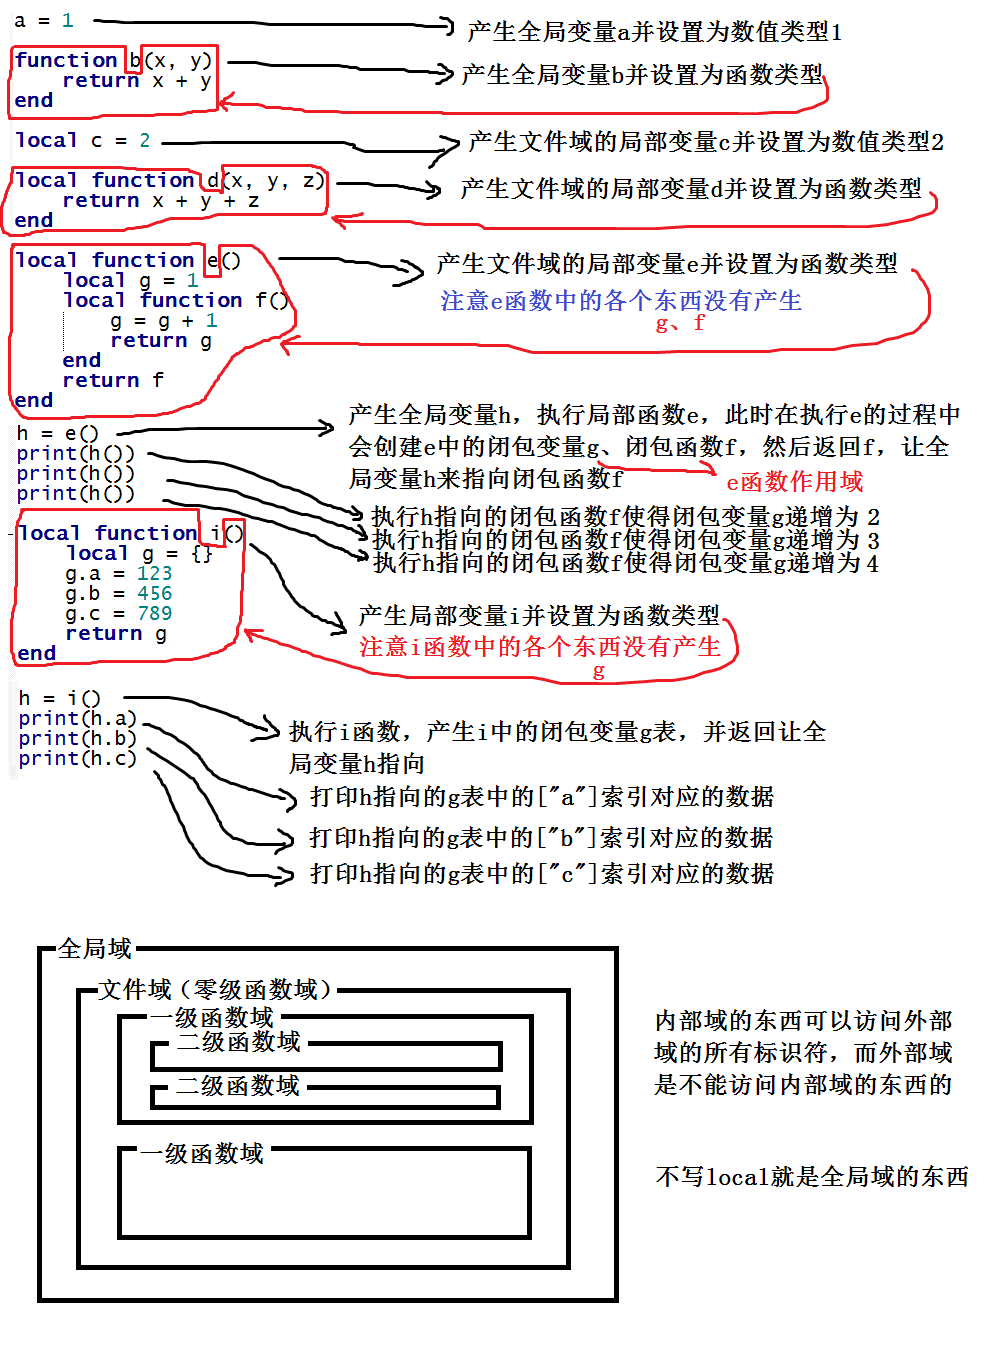 a = 1
产生全局变量a并设置为数值类型1
function b(x, y)
产生全局变量b并设置为函数类型
return x + y
end
local c = 2
产生文件域的局部变量c并设置为数值类型2
local function d(x, y, z)
产生文件域的局部变量d并设置为函数类型
return x + y + z
end
local function e()
产生文件域的局部变量e并设置为函数类型
local g = 1
local function f()
注意e函数中的各个东西没有产生
g = g + 1
g、f
return g
end
return f
end
h = e()
产生全局变量h，执行局部函数e，此时在执行e的过程中
会创建e中的闭包变量g、闭包函数f，然后返回f，让全
局变量h来指向闭包函数f
e函数作用域
print(h())
print(h())
print(h())
执行h指向的闭包函数f使得闭包变量g递增为 2
执行h指向的闭包函数f使得闭包变量g递增为 3
执行h指向的闭包函数f使得闭包变量g递增为 4
local function i()
local g = {}
g.a = 123
g.b = 456
g.c = 789
return g
end
产生局部变量i并设置为函数类型
注意i函数中的各个东西没有产生
g
h = i()
print(h.a)
print(h.b)
print(h.c)
执行i函数，产生i中的闭包变量g表，并返回让全
局变量h指向
打印h指向的g表中的["a"]索引对应的数据
打印h指向的g表中的["b"]索引对应的数据
打印h指向的g表中的["c"]索引对应的数据
全局域
文件域（零级函数域）
一级函数域
二级函数域
二级函数域
一级函数域
内部域的东西可以访问外部
域的所有标识符，而外部域
是不能访问内部域的东西的
不写local就是全局域的东西